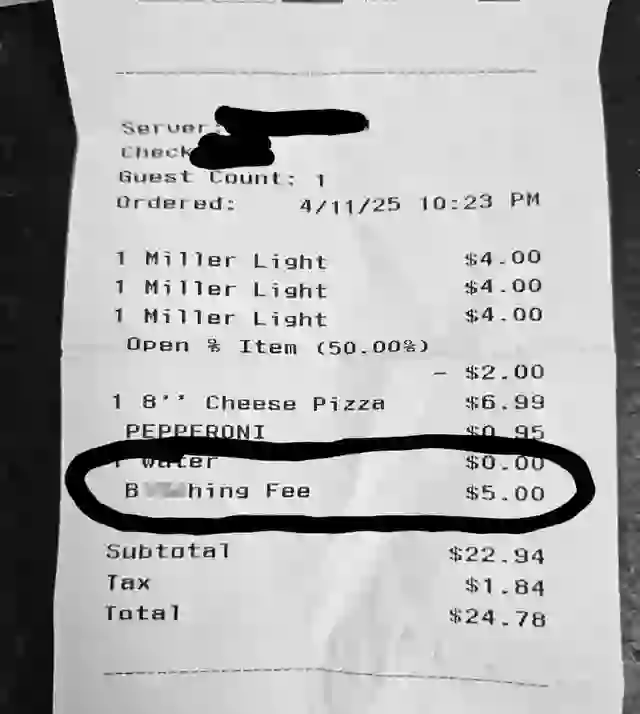 Server:
Check
Guest Count: 1
Ordered: 4/11/25 10:23 PM
1 Miller Light $4.00
1 Miller Light $4.00
1 Miller Light $4.00
Open % Item (50.00%)
- $2.00
1 8'' Cheese Pizza $6.99
PEPPERONI $0.95
1 water $0.00
Fee $5.00
Subtotal $22.94
Tax $1.84
Total $24.78